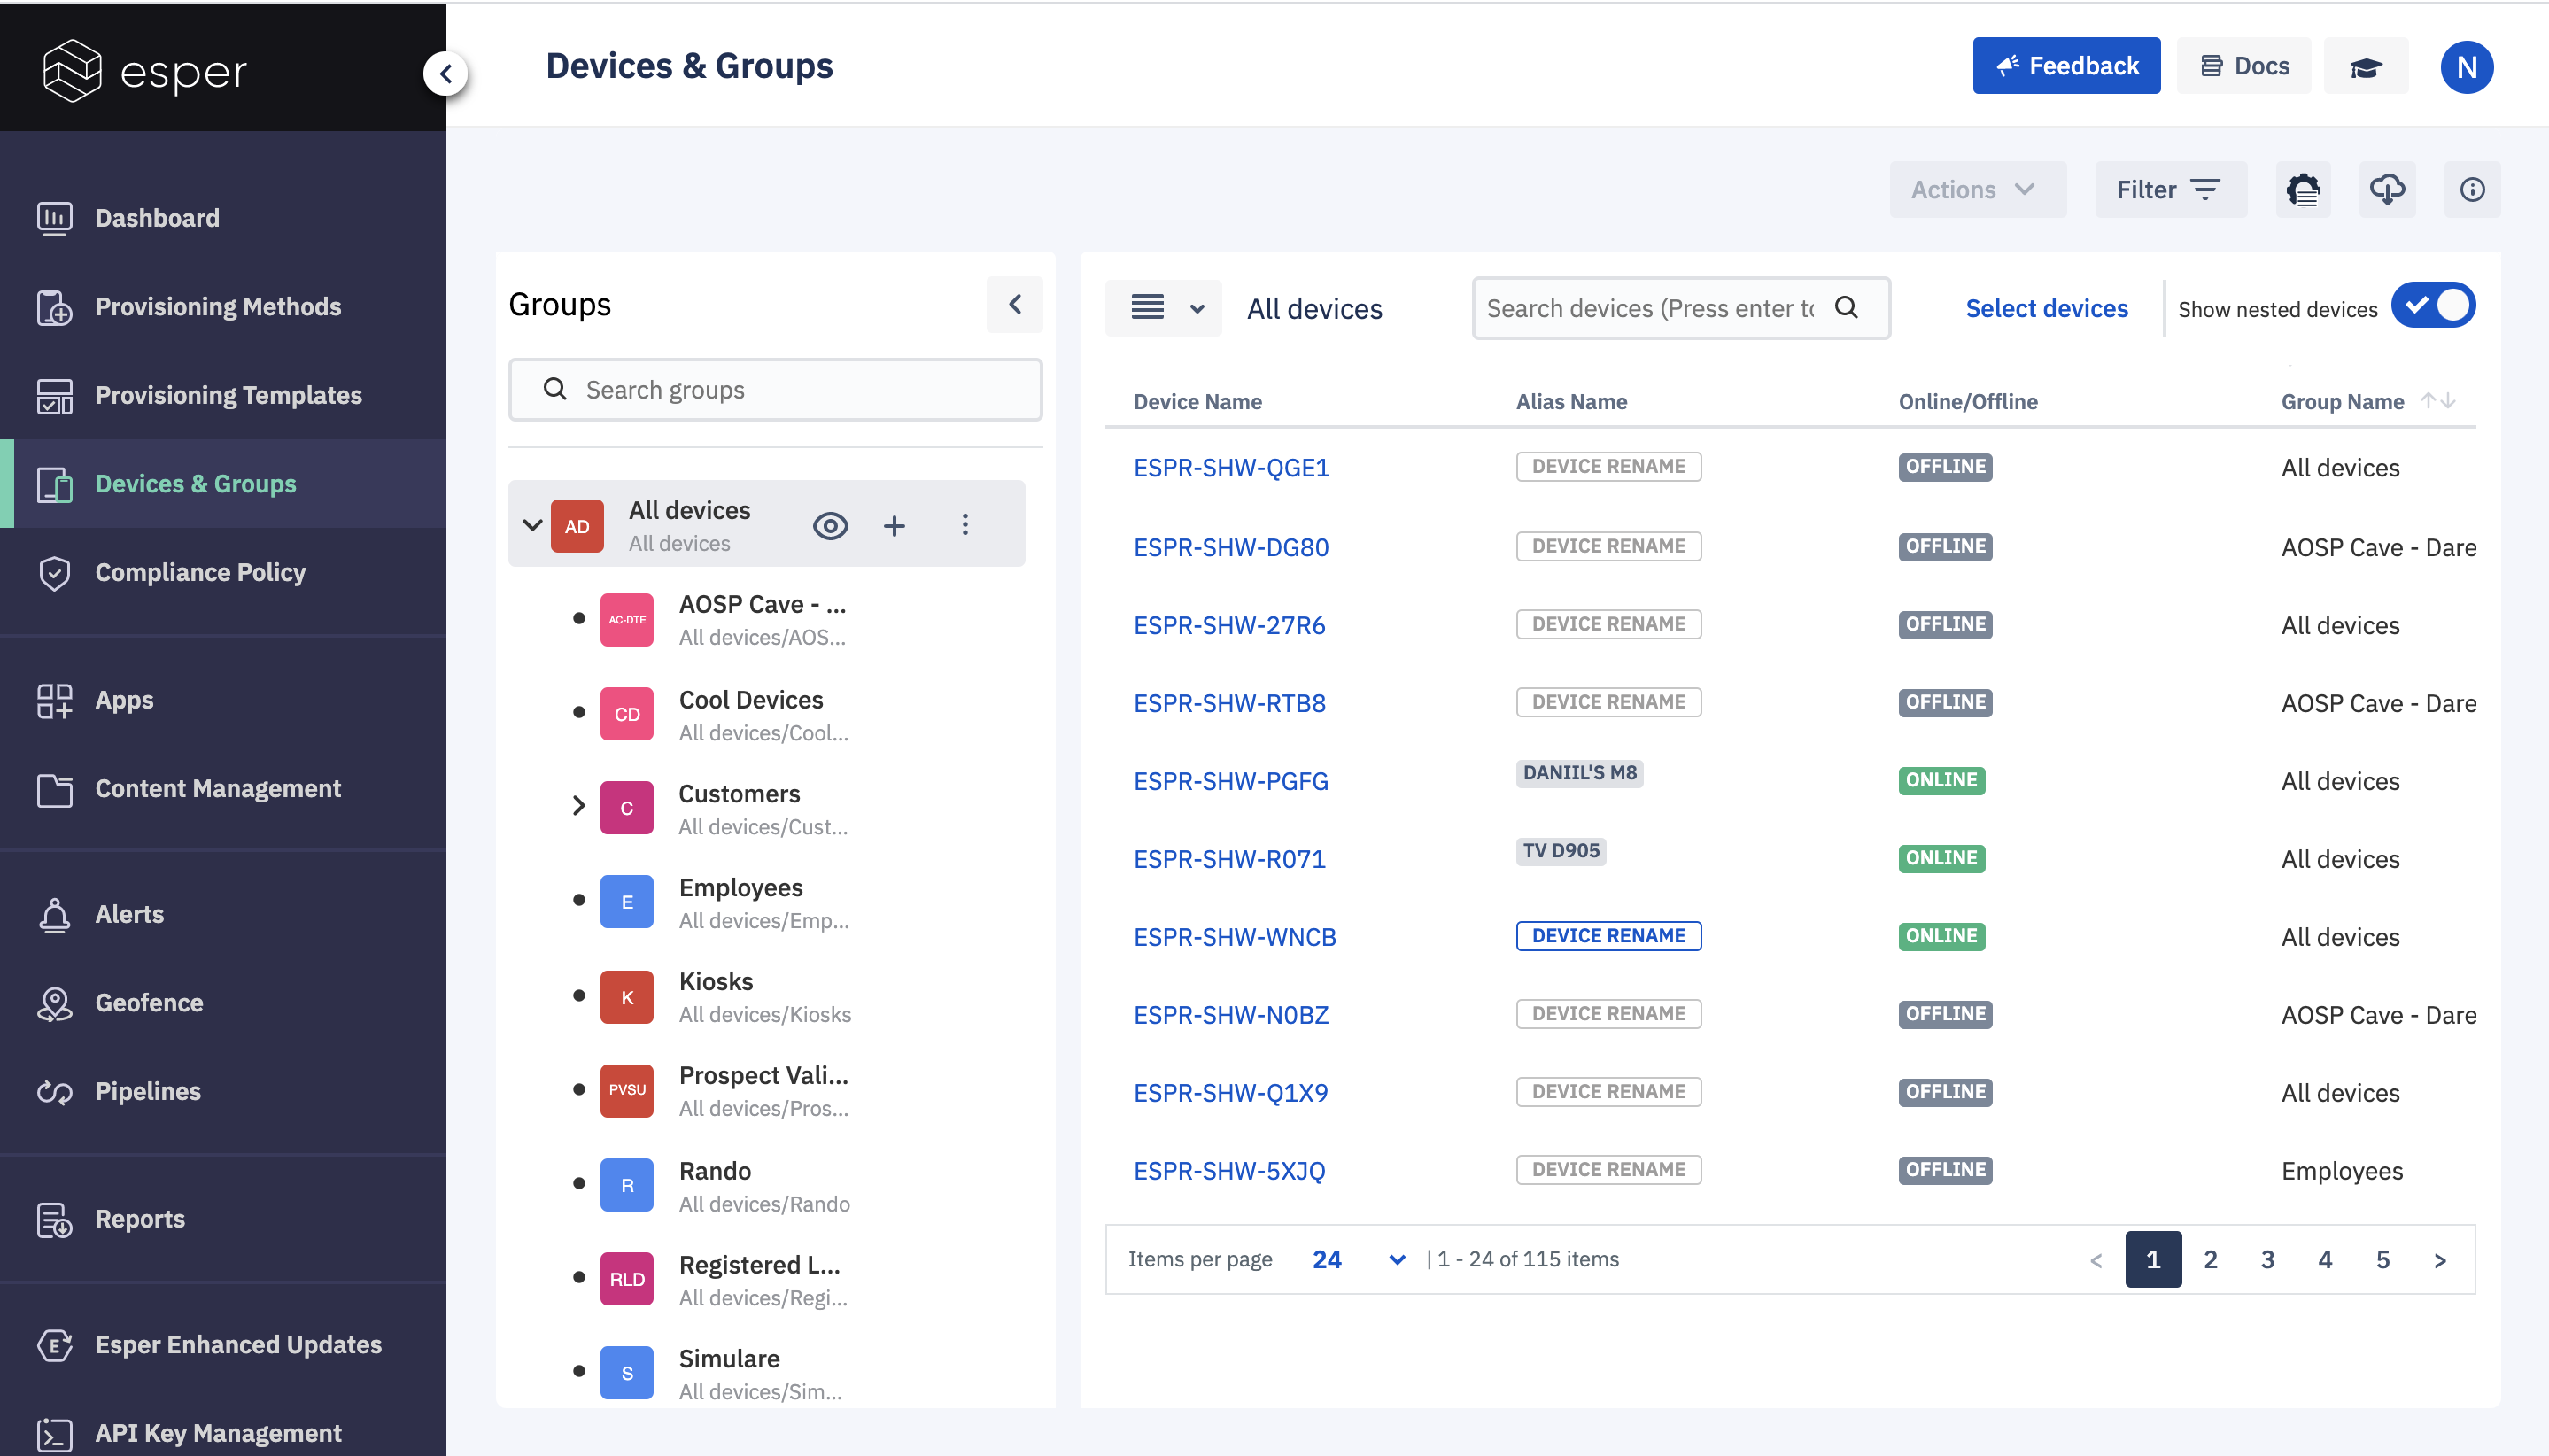 esper
Devices & Groups
Feedback
Docs
N
Dashboard
Provisioning Methods
Provisioning Templates
Devices & Groups
Compliance Policy
Apps
Content Management
Alerts
Geofence
Pipelines
Reports
Esper Enhanced Updates
API Key Management
Actions
Filter
Groups
Search groups
AD
All devices
All devices
AC-DTE
AOSP Cave - ...
All devices/AOS...
CD
Cool Devices
All devices/Cool...
C
Customers
All devices/Cust...
E
Employees
All devices/Emp...
K
Kiosks
All devices/Kiosks
PVSU
Prospect Vali...
All devices/Pros...
R
Rando
All devices/Rando
RLD
Registered L...
All devices/Regi...
S
Simulare
All devices/Sim...
All devices
Search devices (Press enter to
Select devices
Show nested devices
Device Name Alias Name Online/Offline Group Name
ESPR-SHW-QGE1 DEVICE RENAME OFFLINE All devices
ESPR-SHW-DG80 DEVICE RENAME OFFLINE AOSP Cave - Dare
ESPR-SHW-27R6 DEVICE RENAME OFFLINE All devices
ESPR-SHW-RTB8 DEVICE RENAME OFFLINE AOSP Cave - Dare
ESPR-SHW-PGFG DANIIL'S M8 ONLINE All devices
ESPR-SHW-R071 TV D905 ONLINE All devices
ESPR-SHW-WNCB DEVICE RENAME ONLINE All devices
ESPR-SHW-N0BZ DEVICE RENAME OFFLINE AOSP Cave - Dare
ESPR-SHW-Q1X9 DEVICE RENAME OFFLINE All devices
ESPR-SHW-5XJQ DEVICE RENAME OFFLINE Employees
Items per page 24 | 1 - 24 of 115 items < 1 2 3 4 5 >